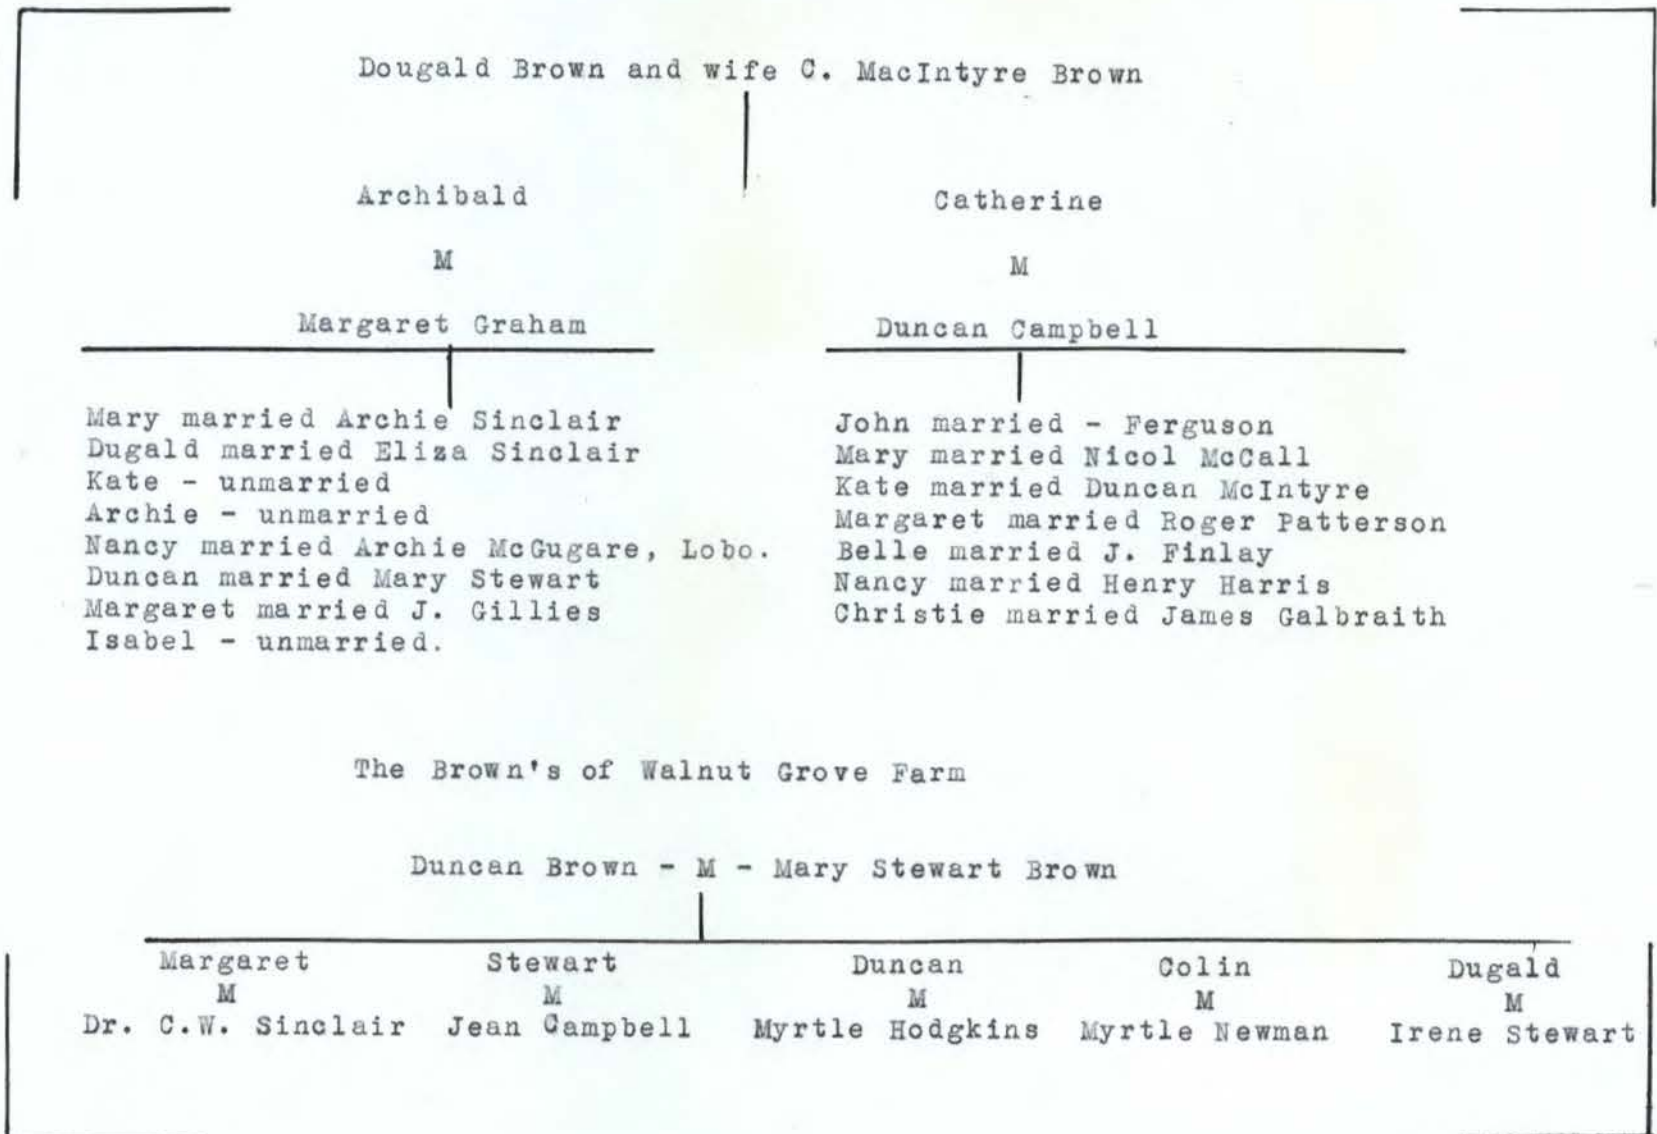 Dougald Brown and wife C. MacIntyre Brown
Archibald
M
Margaret Graham
Mary married Archie Sinclair
Dugald married Eliza Sinclair
Kate - unmarried
Archie - unmarried
Nancy married Archie McGugare, Lobo.
Duncan married Mary Stewart
Margaret married J. Gillies
Isabel - unmarried.
Catherine
M
Duncan Campbell
John married - Ferguson
Mary married Nicol McCall
Kate married Duncan McIntyre
Margaret married Roger Patterson
Belle married J. Finlay
Nancy married Henry Harris
Christie married James Galbraith
The Brown's of Walnut Grove Farm
Duncan Brown - M - Mary Stewart Brown
Margaret Stewart Duncan Colin Dugald
M M M M M
Dr. C.W. Sinclair Jean Campbell Myrtle Hodgkins Myrtle Newman Irene Stewart